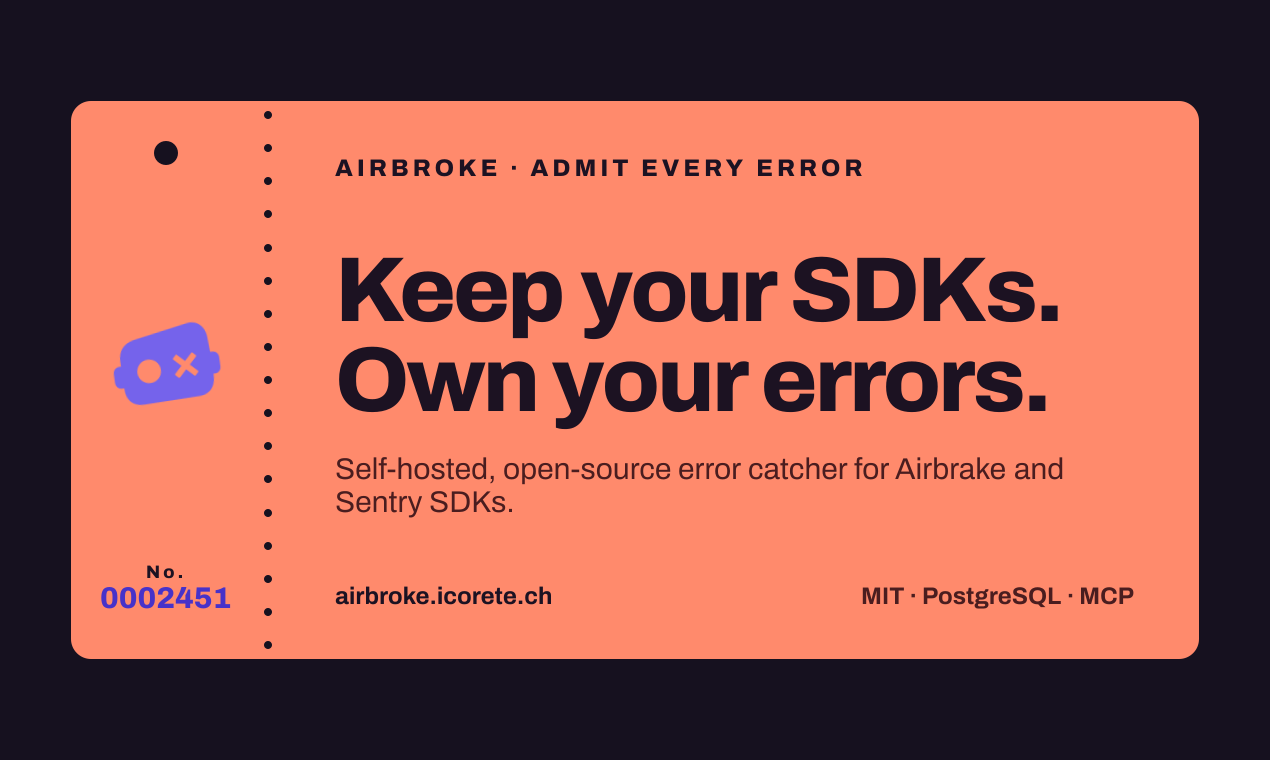 AIRBROKE · ADMIT EVERY ERROR
Keep your SDKs.
Own your errors.
Self-hosted, open-source error catcher for Airbrake and
Sentry SDKs.
No.
0002451
airbroke.icorete.ch
MIT · PostgreSQL · MCP